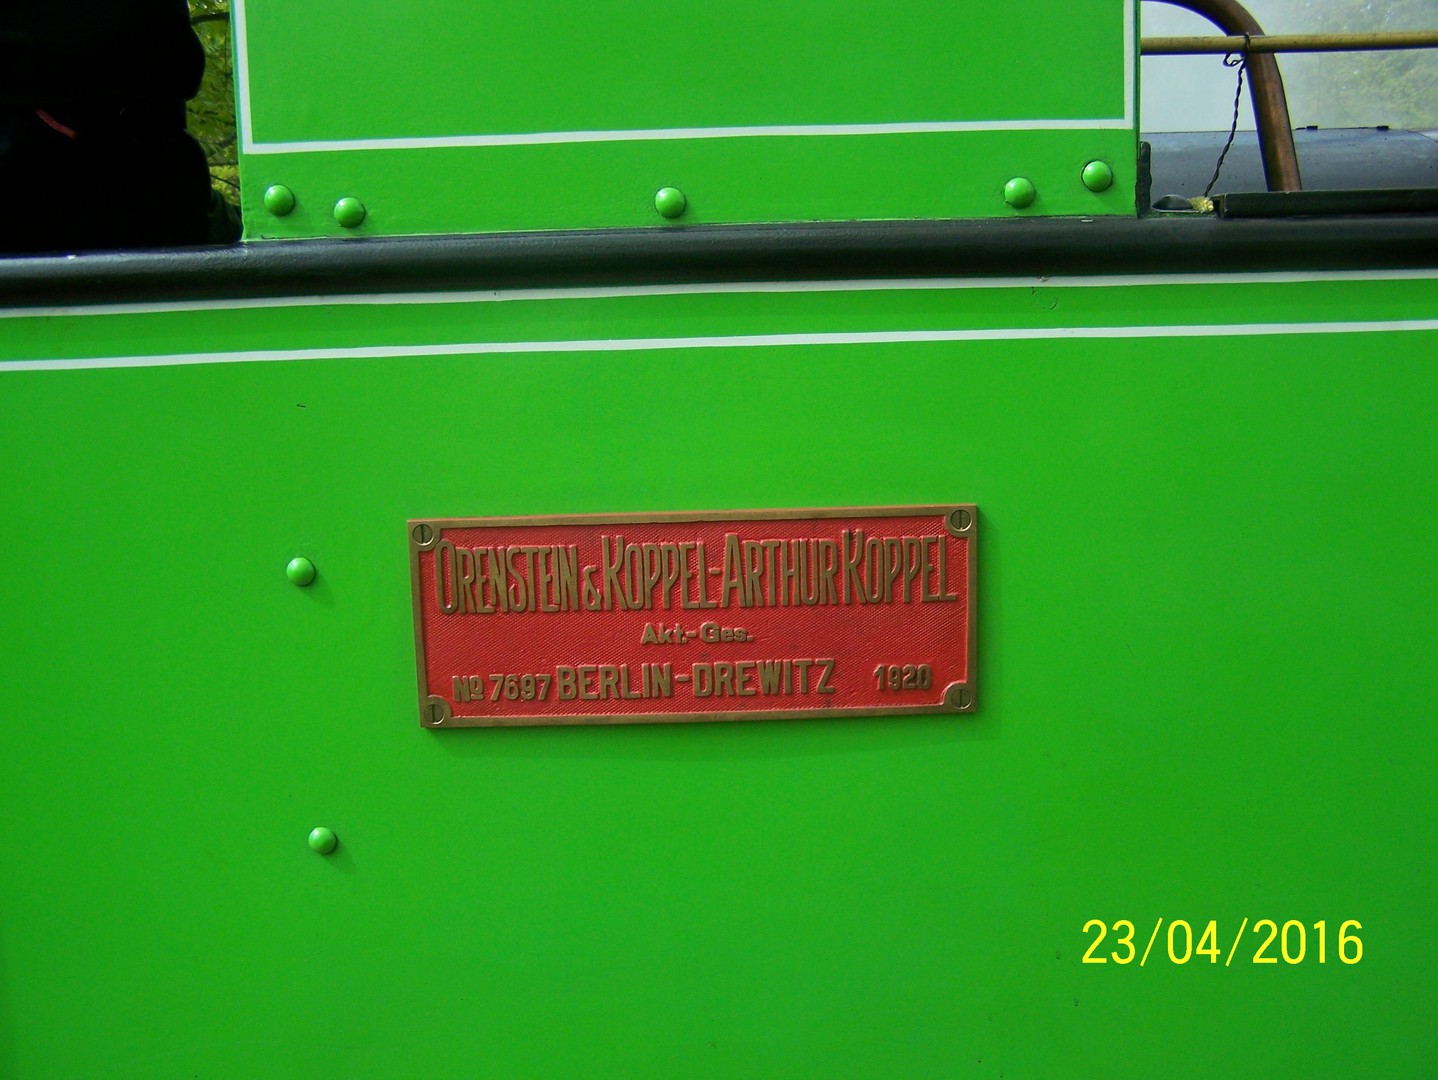 ORENSTEIN & KOPPEL-ARTHUR KOPPEL
Akt.-Ges.
No 7697 BERLIN-DREWITZ 1920
23/04/2016